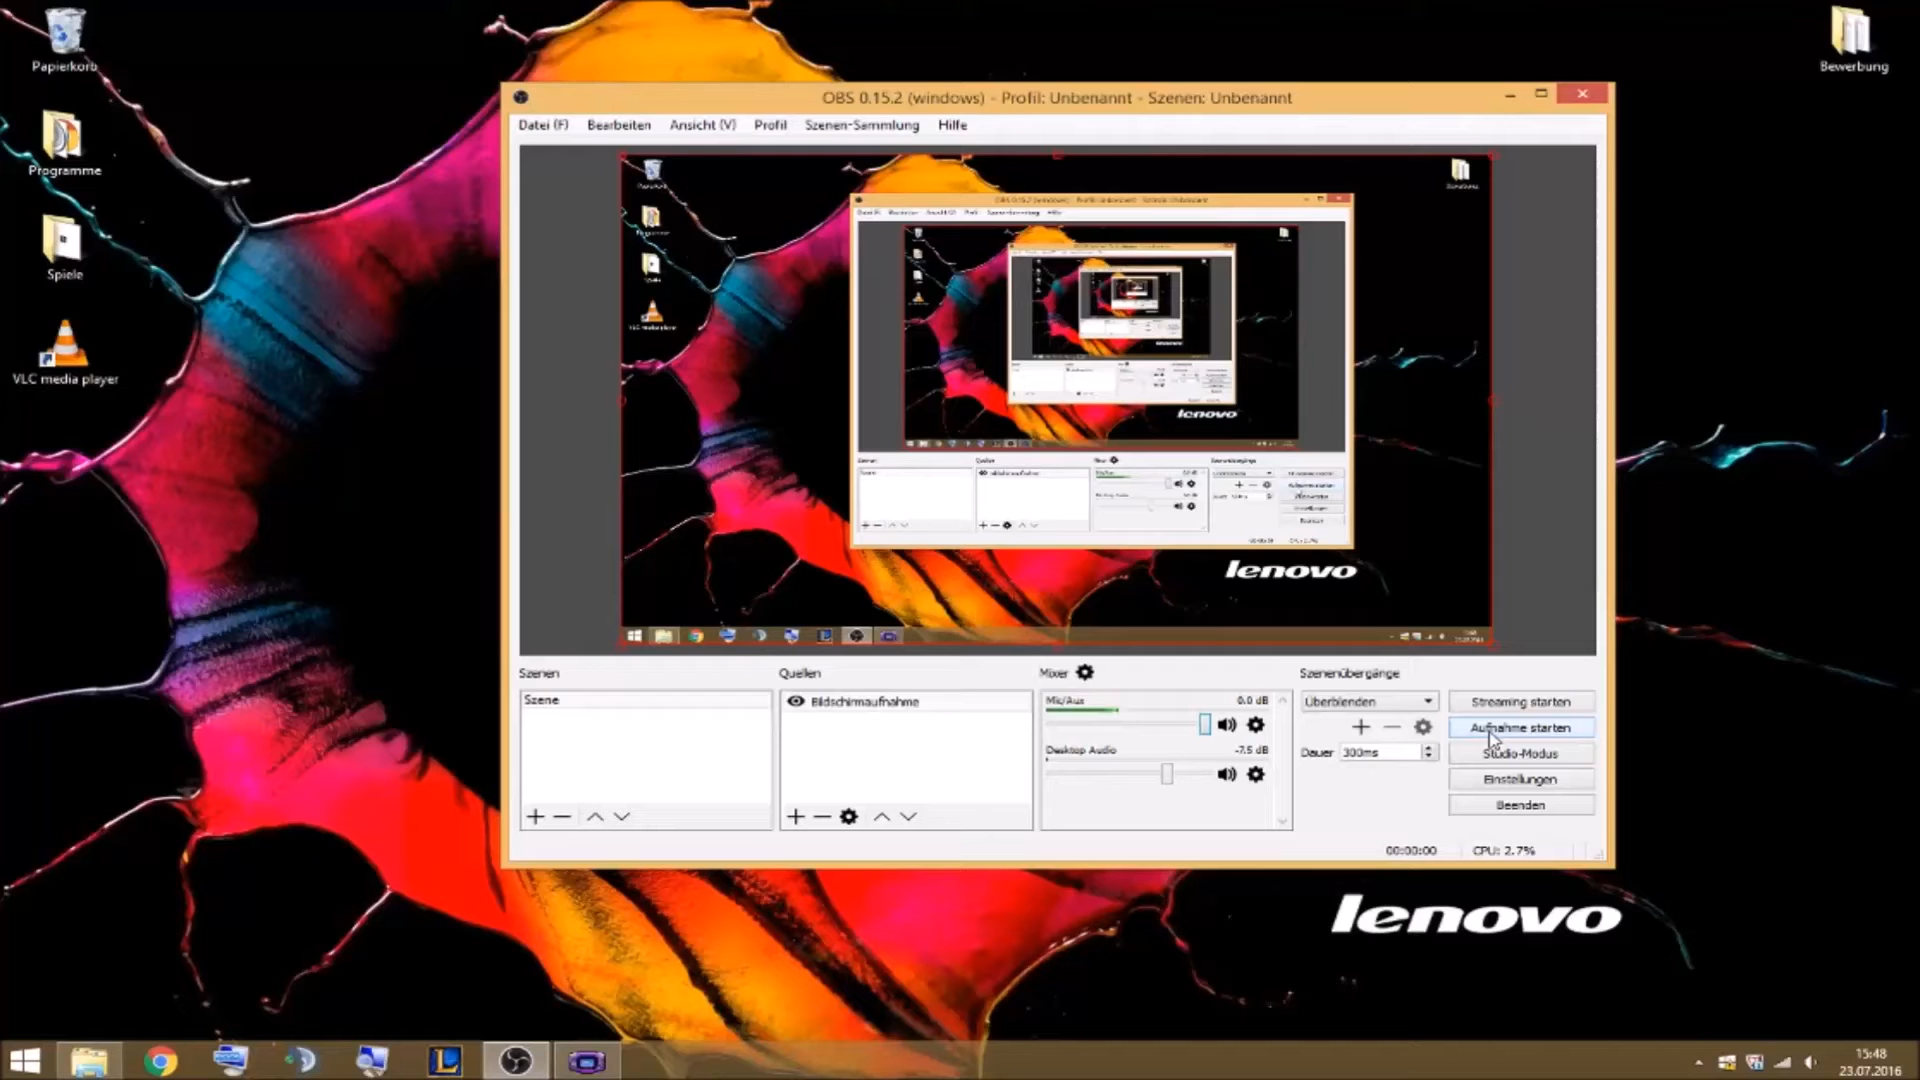 Papierkorb
Bewerbung
Programme
Spiele
VLC media player
OBS 0.15.2 (windows) - Profil: Unbenannt - Szenen: Unbenannt
Datei (F) Bearbeiten Ansicht (V) Profil Szenen-Sammlung Hilfe
lenovo
lenovo
Szenen
Szene
Quellen
Bildschirmaufnahme
Mixer
Mic/Aux 0.0 dB
Desktop Audio -7.5 dB
Szenenübergänge
Überblenden
Dauer 300ms
Streaming starten
Aufnahme starten
Studio-Modus
Einstellungen
Beenden
00:00:00 CPU: 2.7%
lenovo
15:48
23.07.2016